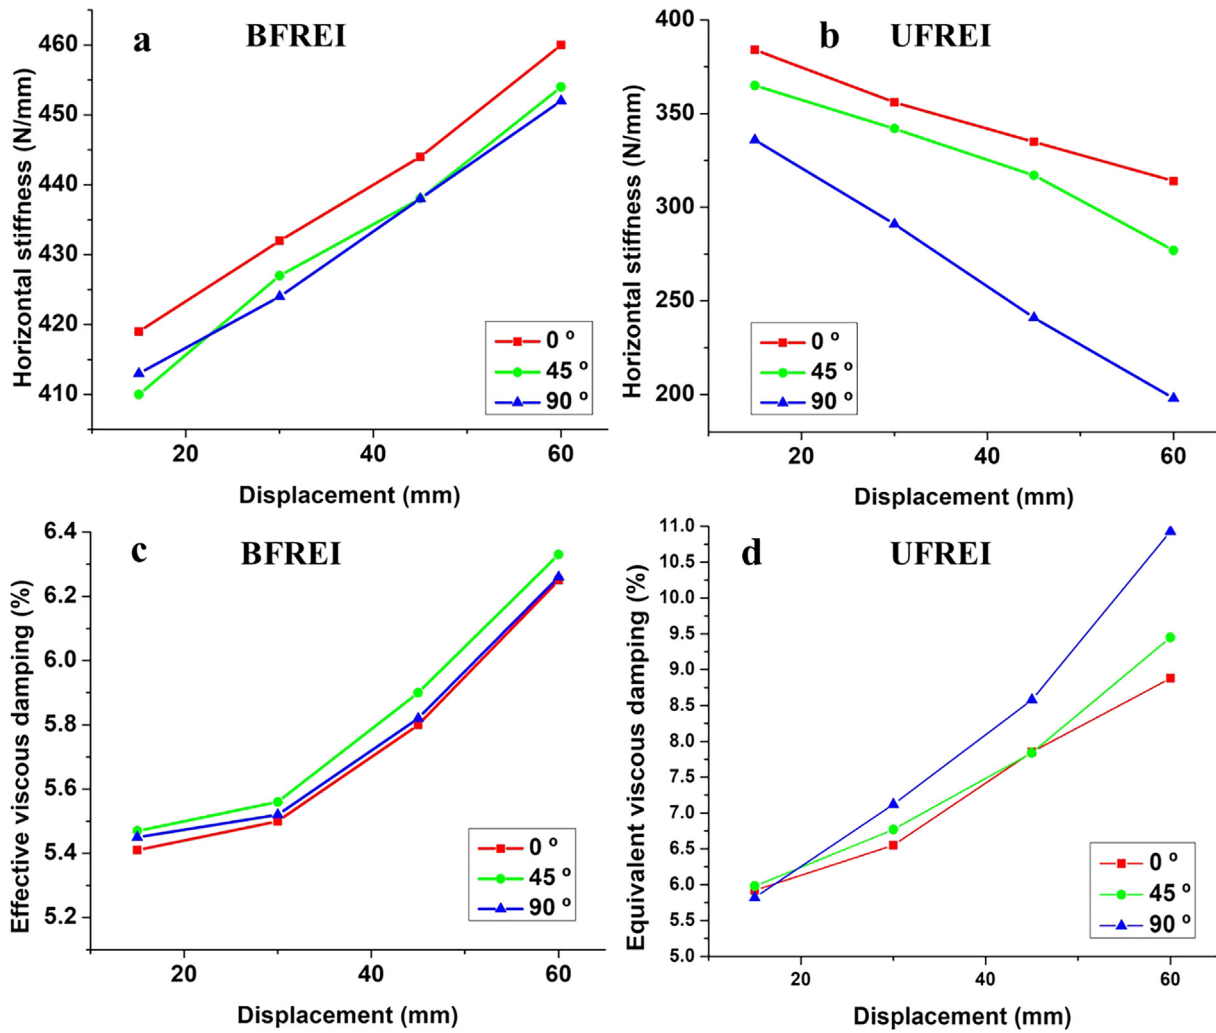 a BFREI
Horizontal stiffness (N/mm)
460
450
440
430
420
410
20 40 60
Displacement (mm)
0 º
45 º
90 º
b UFREI
Horizontal stiffness (N/mm)
400
350
300
250
200
20 40 60
Displacement (mm)
0 º
45 º
90 º
c BFREI
Effective viscous damping (%)
6.4
6.2
6.0
5.8
5.6
5.4
5.2
20 40 60
Displacement (mm)
0 º
45 º
90 º
d UFREI
Equivalent viscous damping (%)
11.0
10.5
10.0
9.5
9.0
8.5
8.0
7.5
7.0
6.5
6.0
5.5
5.0
20 40 60
Displacement (mm)
0 º
45 º
90 º